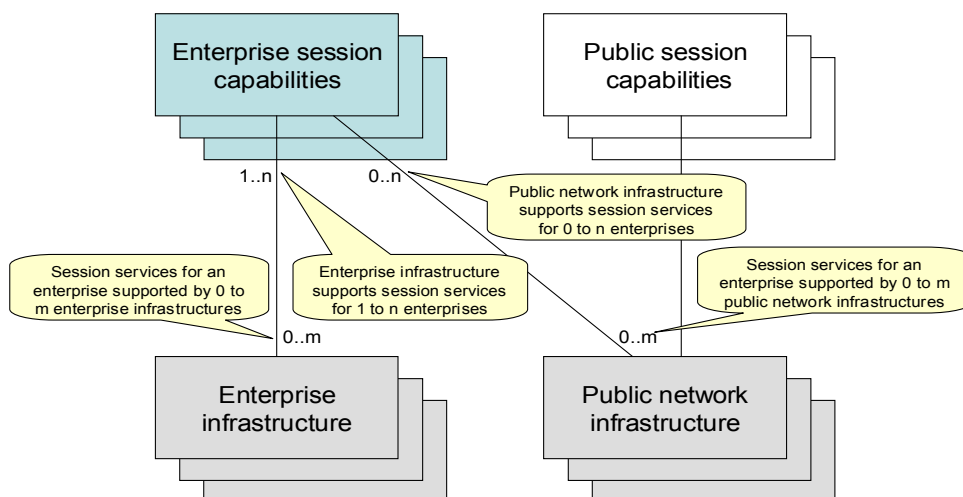 Enterprise session
capabilities
Public session
capabilities
1..n
0..n
Public network infrastructure
supports session services
for 0 to n enterprises
Session services for an
enterprise supported by 0 to
m enterprise infrastructures
Enterprise infrastructure
supports session services
for 1 to n enterprises
Session services for an
enterprise supported by 0 to m
public network infrastructures
0..m
0..m
Enterprise
infrastructure
Public network
infrastructure